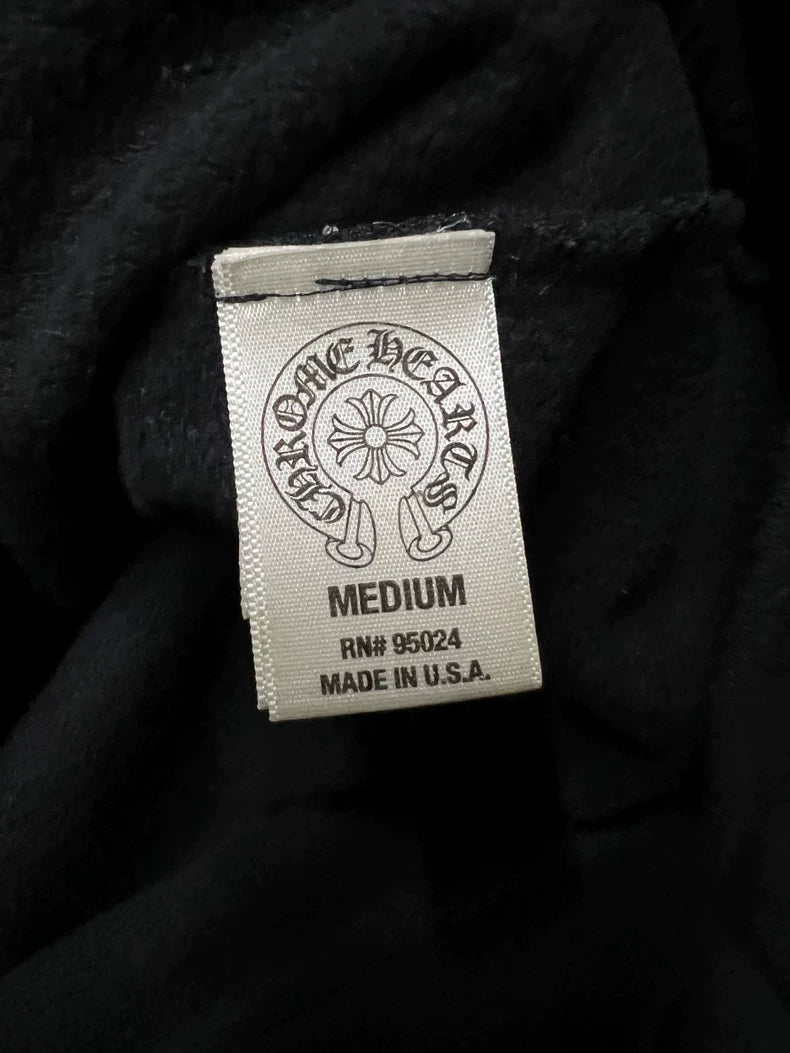 CHROME HEARTS
MEDIUM
RN# 95024
MADE IN U.S.A.